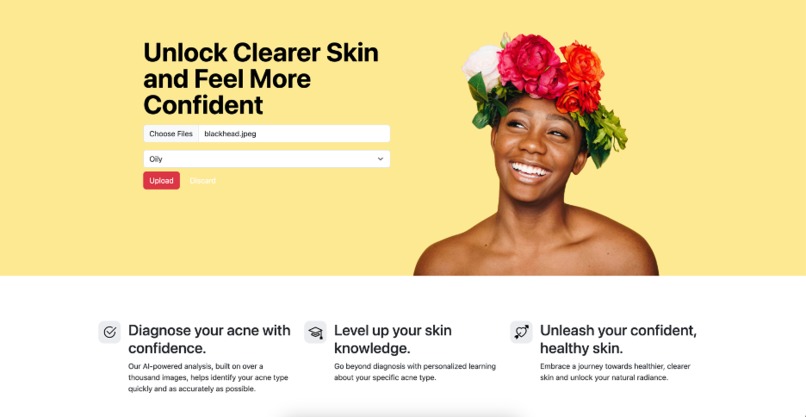 Unlock Clearer Skin
and Feel More
Confident
Choose Files blackhead.jpeg
Oily
Upload Discard
Diagnose your acne with
confidence.
Our AI-powered analysis, built on over a
thousand images, helps identify your acne type
quickly and as accurately as possible.
Level up your skin
knowledge.
Go beyond diagnosis with personalized learning
about your specific acne type.
Unleash your confident,
healthy skin.
Embrace a journey towards healthier, clearer
skin and unlock your natural radiance.